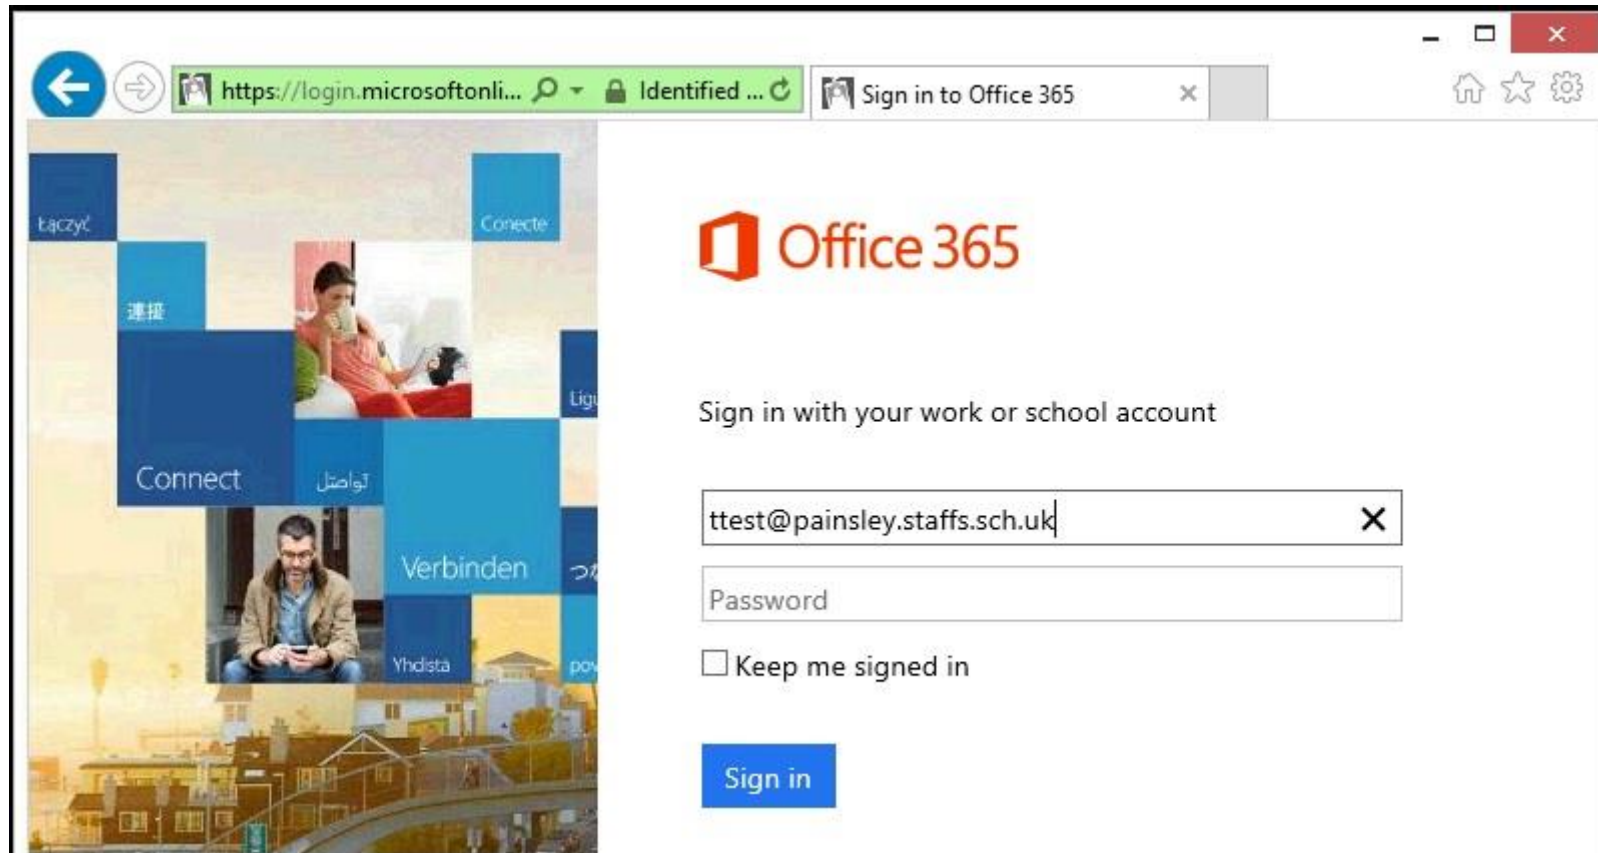 https://login.microsoftonli...
Identified ...
Sign in to Office 365
Łączyć
Conecte
連接
Connect
تواصل
Verbinden
Yhdistä
Office 365
Sign in with your work or school account
ttest@painsley.staffs.sch.uk
Password
Keep me signed in
Sign in